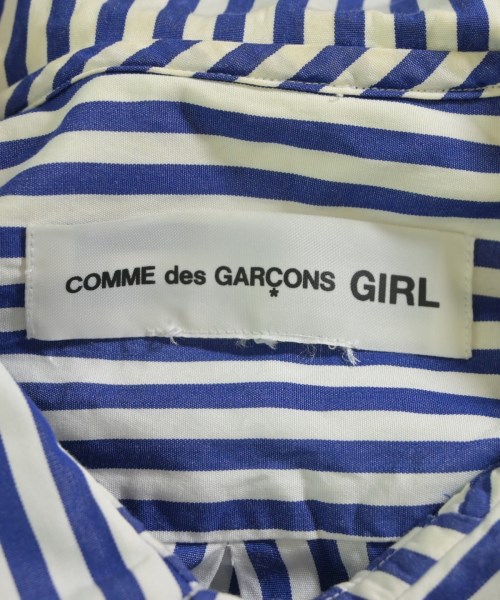 COMME des GARÇONS GIRL
*